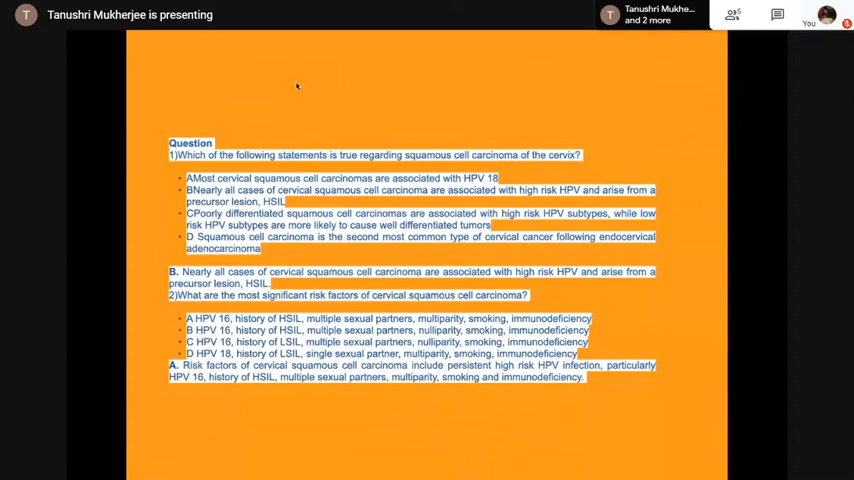 T Tanushri Mukherjee is presenting
T Tanushri Mukhe...
and 2 more
6
You
Question
1)Which of the following statements is true regarding squamous cell carcinoma of the cervix?
• AMost cervical squamous cell carcinomas are associated with HPV 18
• BNearly all cases of cervical squamous cell carcinoma are associated with high risk HPV and arise from a
precursor lesion, HSIL
• CPoorly differentiated squamous cell carcinomas are associated with high risk HPV subtypes, while low
risk HPV subtypes are more likely to cause well differentiated tumors
• D Squamous cell carcinoma is the second most common type of cervical cancer following endocervical
adenocarcinoma
B. Nearly all cases of cervical squamous cell carcinoma are associated with high risk HPV and arise from a
precursor lesion, HSIL.
2)What are the most significant risk factors of cervical squamous cell carcinoma?
• A HPV 16, history of HSIL, multiple sexual partners, multiparity, smoking, immunodeficiency
• B HPV 16, history of HSIL, multiple sexual partners, nulliparity, smoking, immunodeficiency
• C HPV 16, history of LSIL, multiple sexual partners, nulliparity, smoking, immunodeficiency
• D HPV 18, history of LSIL, single sexual partner, multiparity, smoking, immunodeficiency
A. Risk factors of cervical squamous cell carcinoma include persistent high risk HPV infection, particularly
HPV 16, history of HSIL, multiple sexual partners, multiparity, smoking and immunodeficiency.